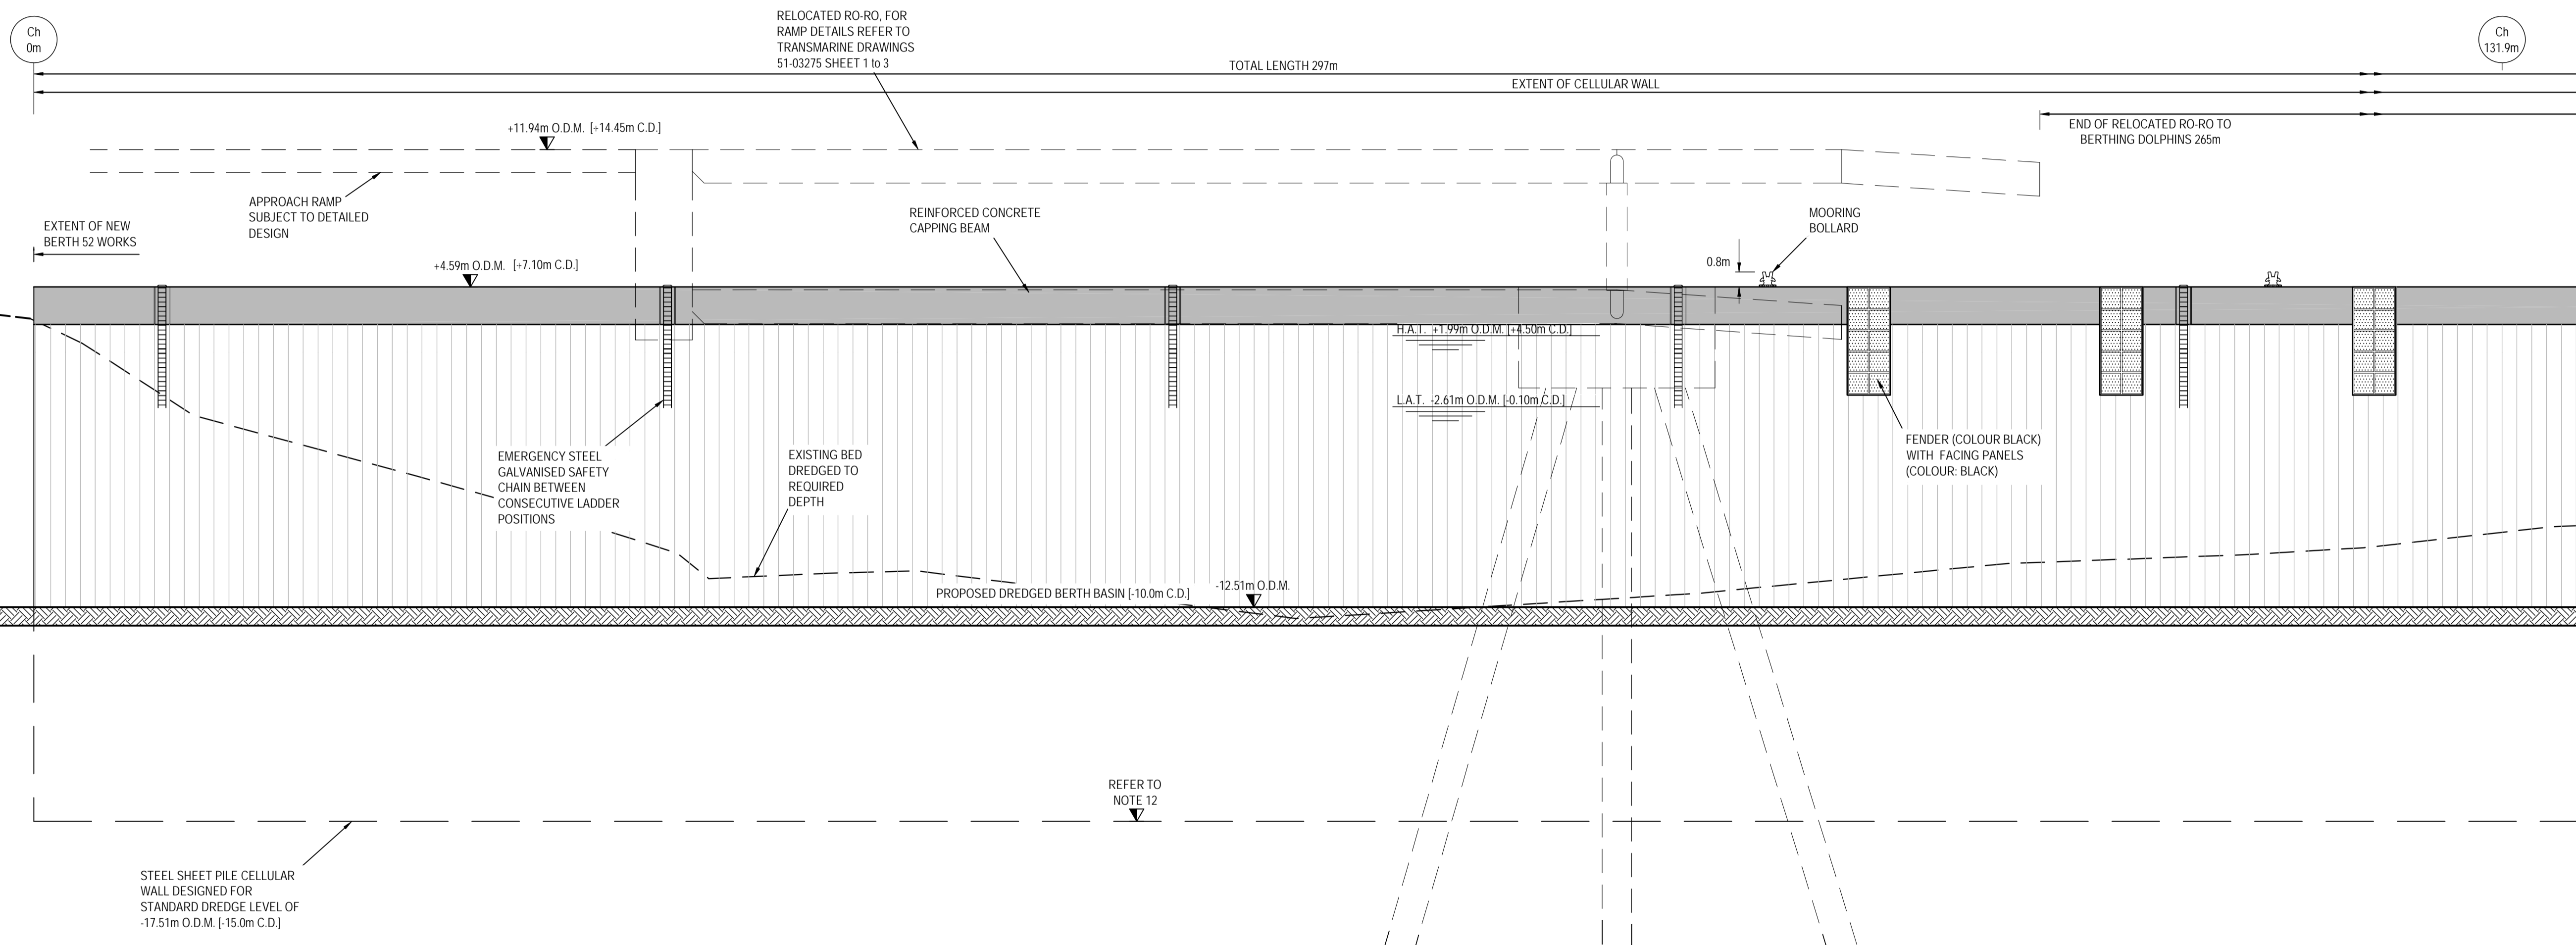 Ch
0m
RELOCATED RO-RO, FOR
RAMP DETAILS REFER TO
TRANSMARINE DRAWINGS
51-03275 SHEET 1 to 3
Ch
131.9m
TOTAL LENGTH 297m
EXTENT OF CELLULAR WALL
END OF RELOCATED RO-RO TO
BERTHING DOLPHINS 265m
+11.94m O.D.M. [+14.45m C.D.]
APPROACH RAMP
SUBJECT TO DETAILED
DESIGN
EXTENT OF NEW
BERTH 52 WORKS
REINFORCED CONCRETE
CAPPING BEAM
MOORING
BOLLARD
0.8m
+4.59m O.D.M. [+7.10m C.D.]
H.A.T. +1.99m O.D.M. [+4.50m C.D.]
L.A.T. -2.61m O.D.M. [-0.10m C.D.]
EMERGENCY STEEL
GALVANISED SAFETY
CHAIN BETWEEN
CONSECUTIVE LADDER
POSITIONS
EXISTING BED
DREDGED TO
REQUIRED
DEPTH
FENDER (COLOUR BLACK)
WITH FACING PANELS
(COLOUR: BLACK)
PROPOSED DREDGED BERTH BASIN [-10.0m C.D.]
-12.51m O.D.M.
REFER TO
NOTE 12
STEEL SHEET PILE CELLULAR
WALL DESIGNED FOR
STANDARD DREDGE LEVEL OF
-17.51m O.D.M. [-15.0m C.D.]